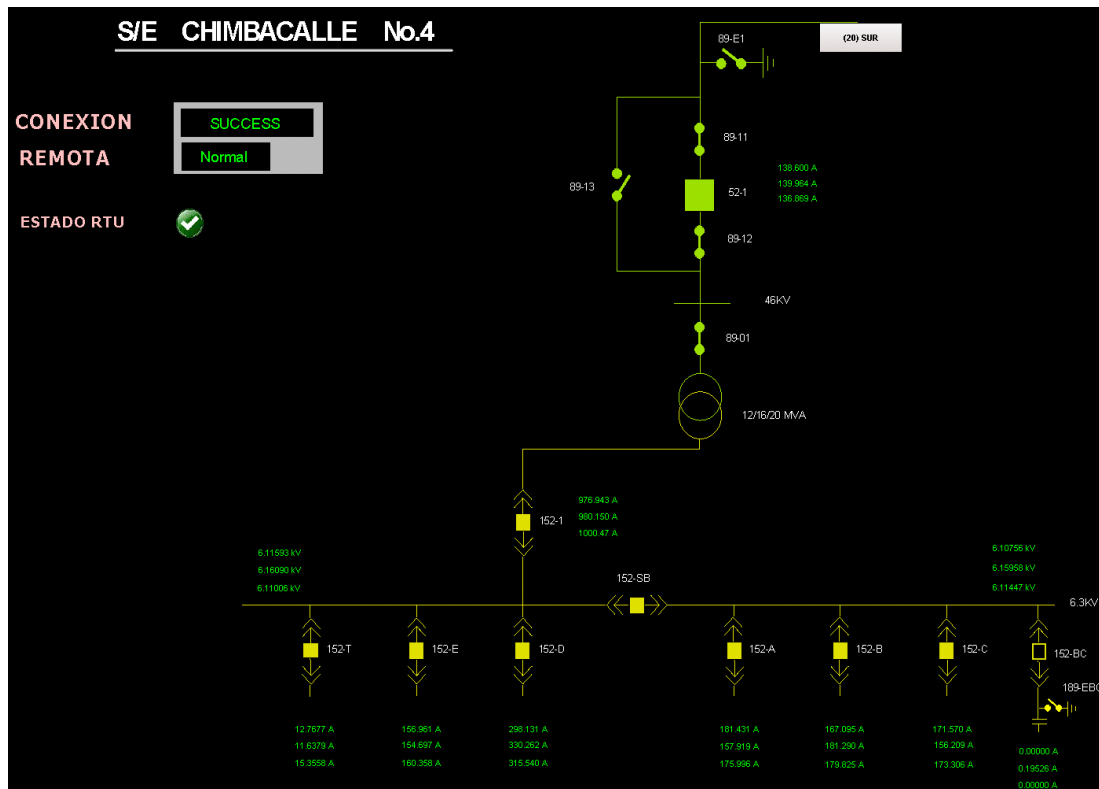 S/E CHIMBACALLE No.4
89-E1
(20) SUR
CONEXION
SUCCESS
REMOTA
Normal
ESTADO RTU
89-11
89-13
52-1
138.600 A
139.964 A
136.869 A
89-12
46KV
89-01
12/16/20 MVA
152-1
976.943 A
980.150 A
1000.47 A
6.11593 kV
6.16090 kV
6.11006 kV
152-SB
6.10756 kV
6.15958 kV
6.11447 kV
6.3KV
152-T
152-E
152-D
152-A
152-B
152-C
152-BC
189-EBC
12.7677 A
11.6379 A
15.3558 A
156.961 A
154.697 A
160.358 A
298.131 A
330.262 A
315.540 A
181.431 A
157.919 A
175.996 A
167.095 A
181.290 A
179.825 A
171.570 A
156.209 A
173.306 A
0.00000 A
0.19526 A
0.00000 A